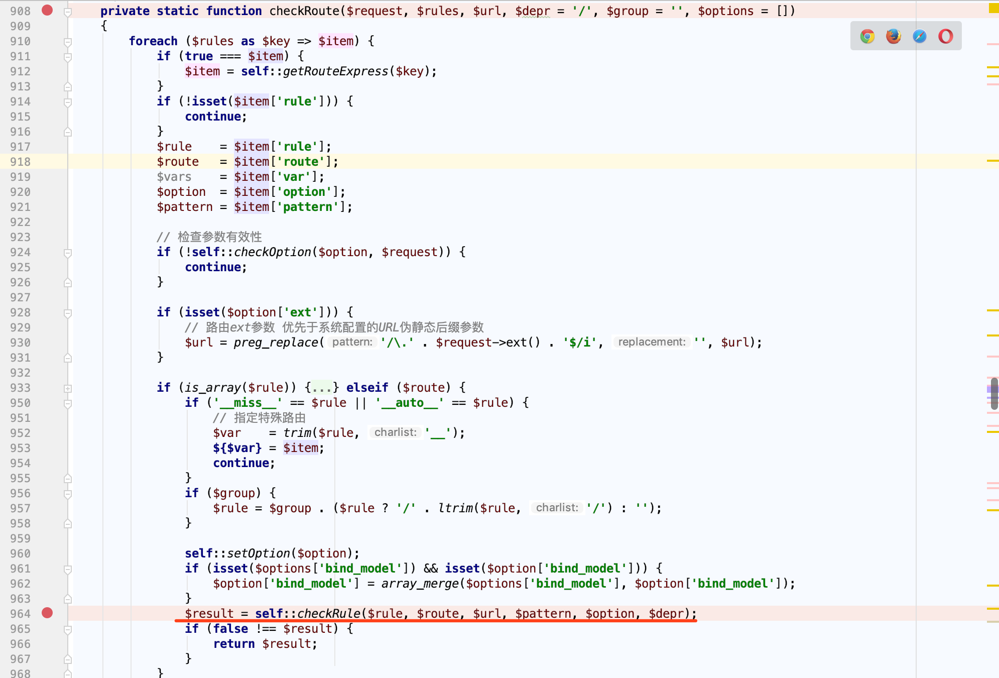 908 private static function checkRoute($request, $rules, $url, $depr = '/', $group = '', $options = [])
909 {
910 foreach ($rules as $key => $item) {
911 if (true === $item) {
912 $item = self::getRouteExpress($key);
913 }
914 if (!isset($item['rule'])) {
915 continue;
916 }
917 $rule    = $item['rule'];
918 $route   = $item['route'];
919 $vars    = $item['var'];
920 $option  = $item['option'];
921 $pattern = $item['pattern'];
922
923 // 检查参数有效性
924 if (!self::checkOption($option, $request)) {
925 continue;
926 }
927
928 if (isset($option['ext'])) {
929 // 路由ext参数 优先于系统配置的URL伪静态后缀参数
930 $url = preg_replace( pattern: '/\.' . $request->ext() . '$/i', replacement: '', $url);
931 }
932
933 if (is_array($rule)) {...} elseif ($route) {
950 if ('__miss__' == $rule || '__auto__' == $rule) {
951 // 指定特殊路由
952 $var    = trim($rule, charlist: '__');
953 ${$var} = $item;
954 continue;
955 }
956 if ($group) {
957 $rule = $group . ($rule ? '/' . ltrim($rule, charlist: '/') : '');
958 }
959
960 self::setOption($option);
961 if (isset($options['bind_model']) && isset($option['bind_model'])) {
962 $option['bind_model'] = array_merge($options['bind_model'], $option['bind_model']);
963 }
964 $result = self::checkRule($rule, $route, $url, $pattern, $option, $depr);
965 if (false !== $result) {
966 return $result;
967 }
968 }